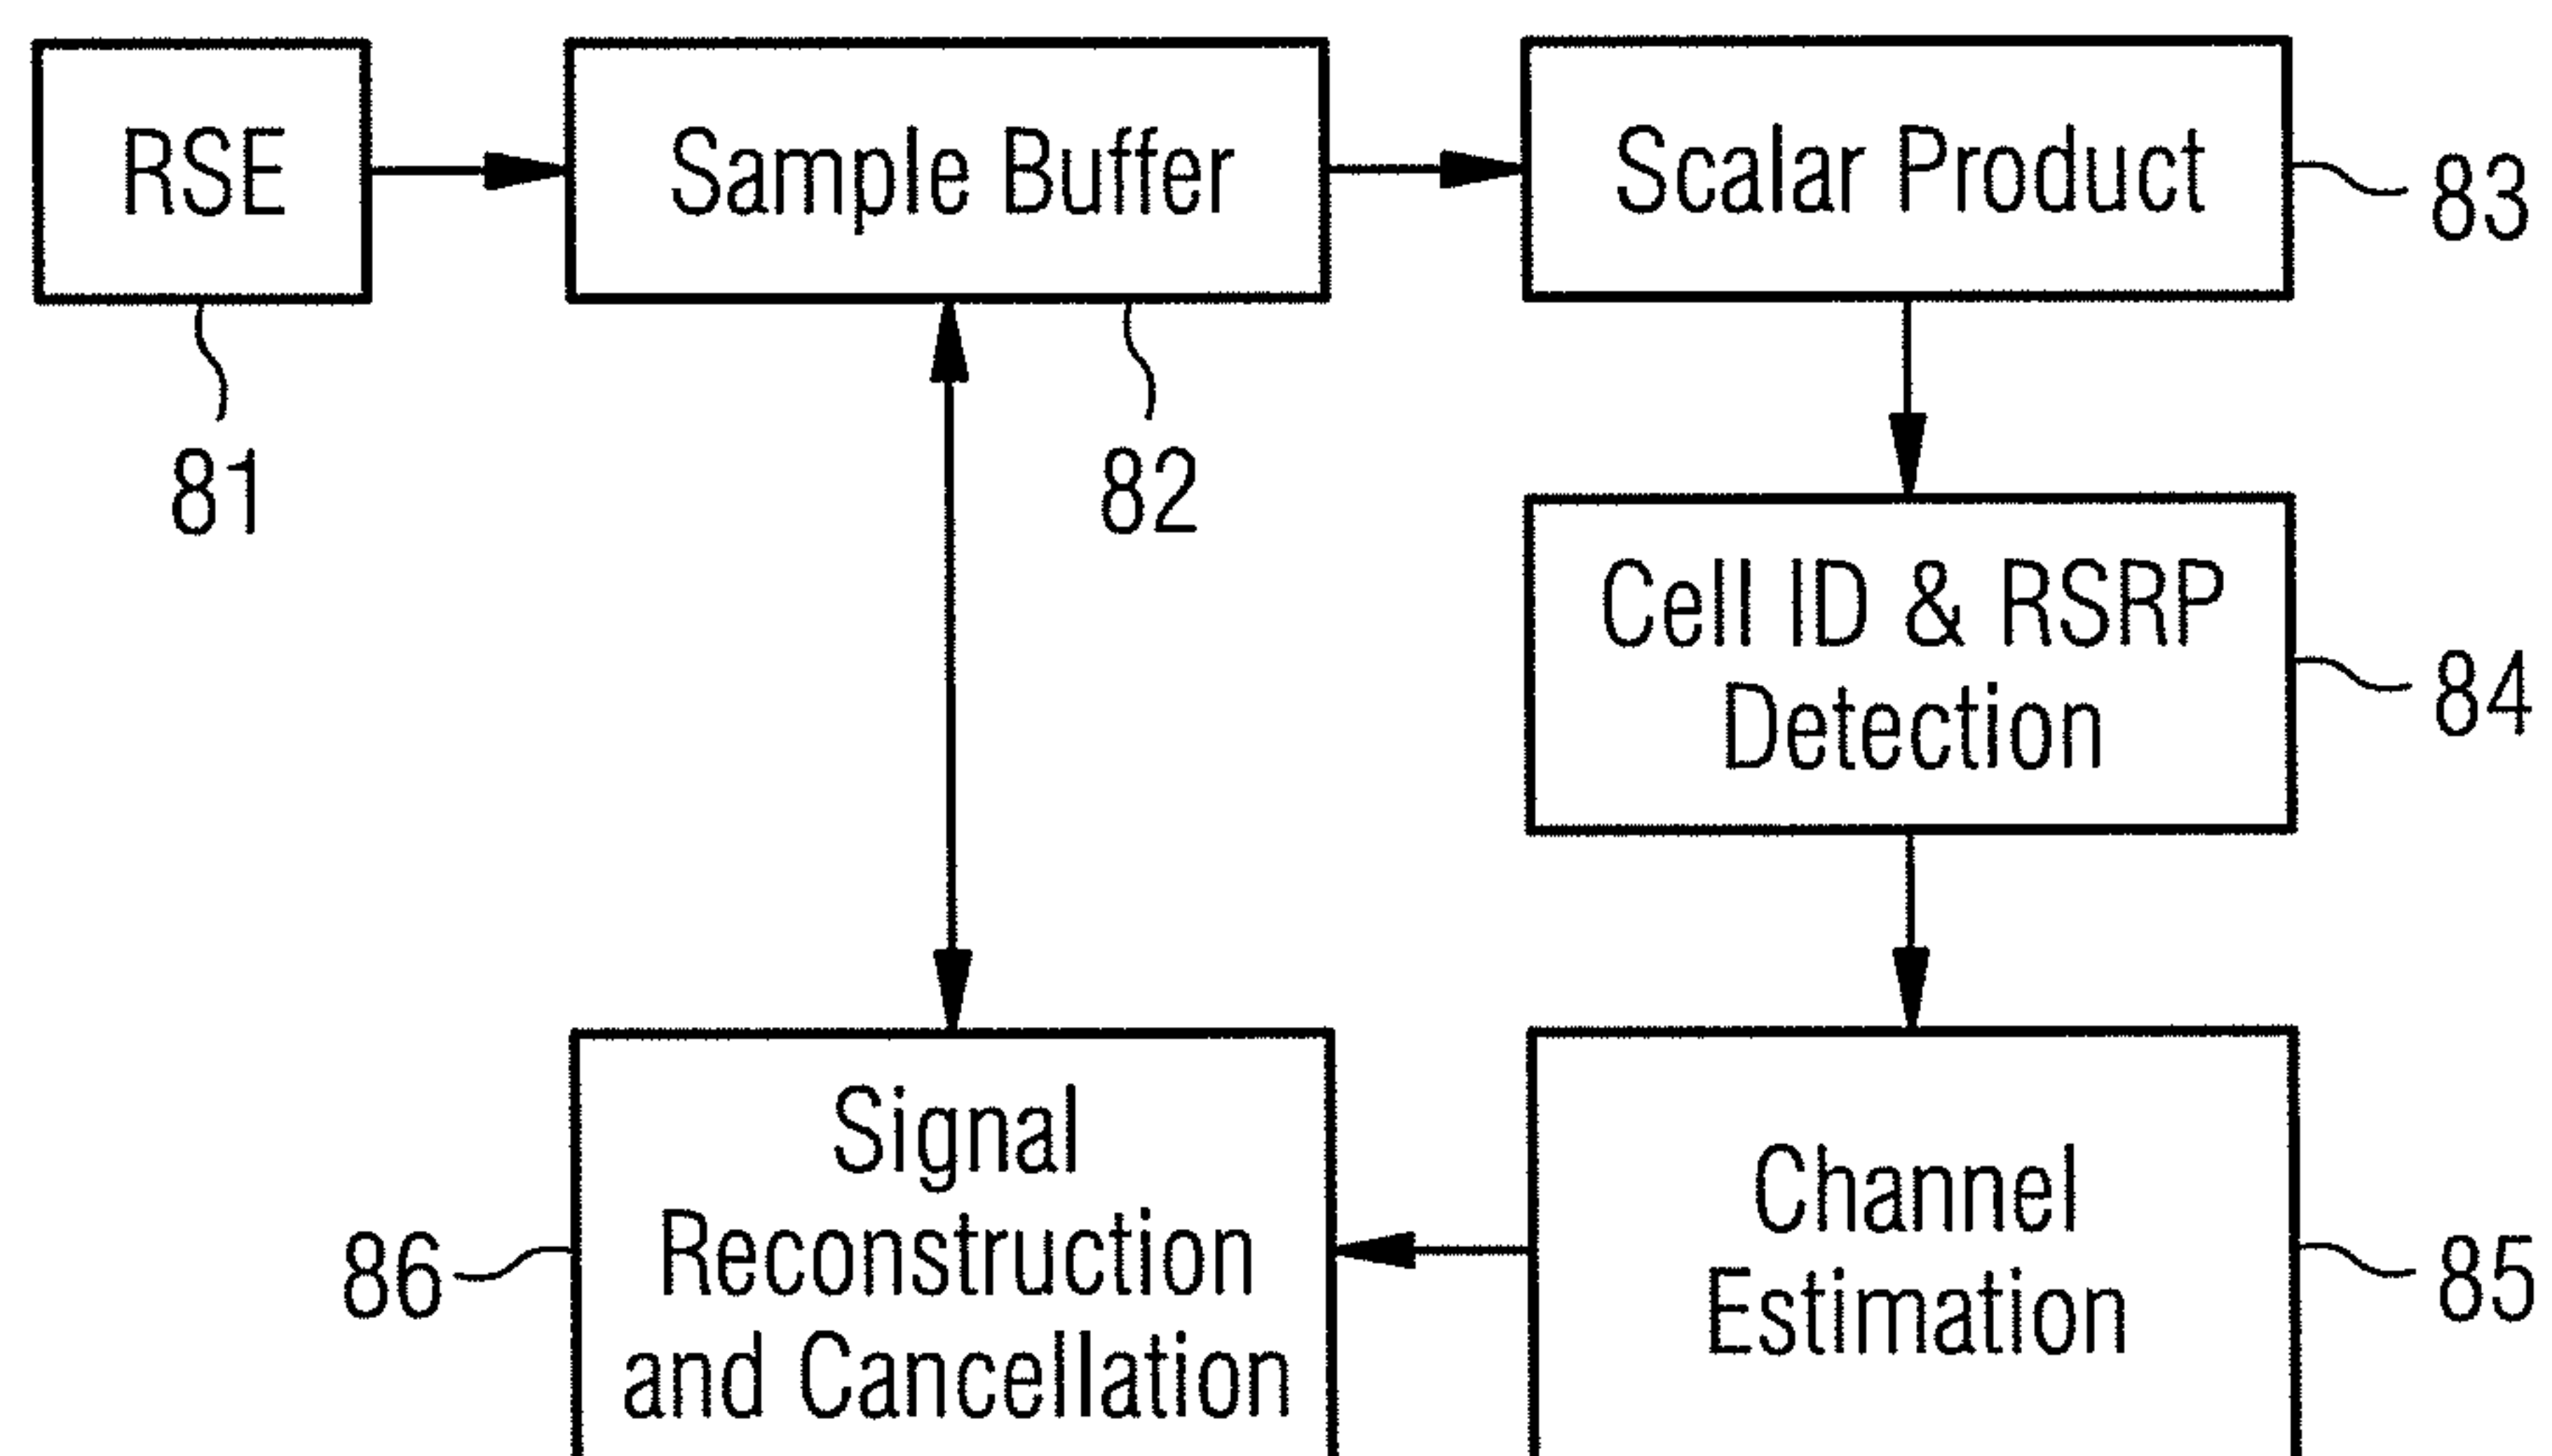 RSE
Sample Buffer
Scalar Product
83
81
82
Cell ID & RSRP
Detection
84
Signal
Reconstruction
and Cancellation
86
Channel
Estimation
85